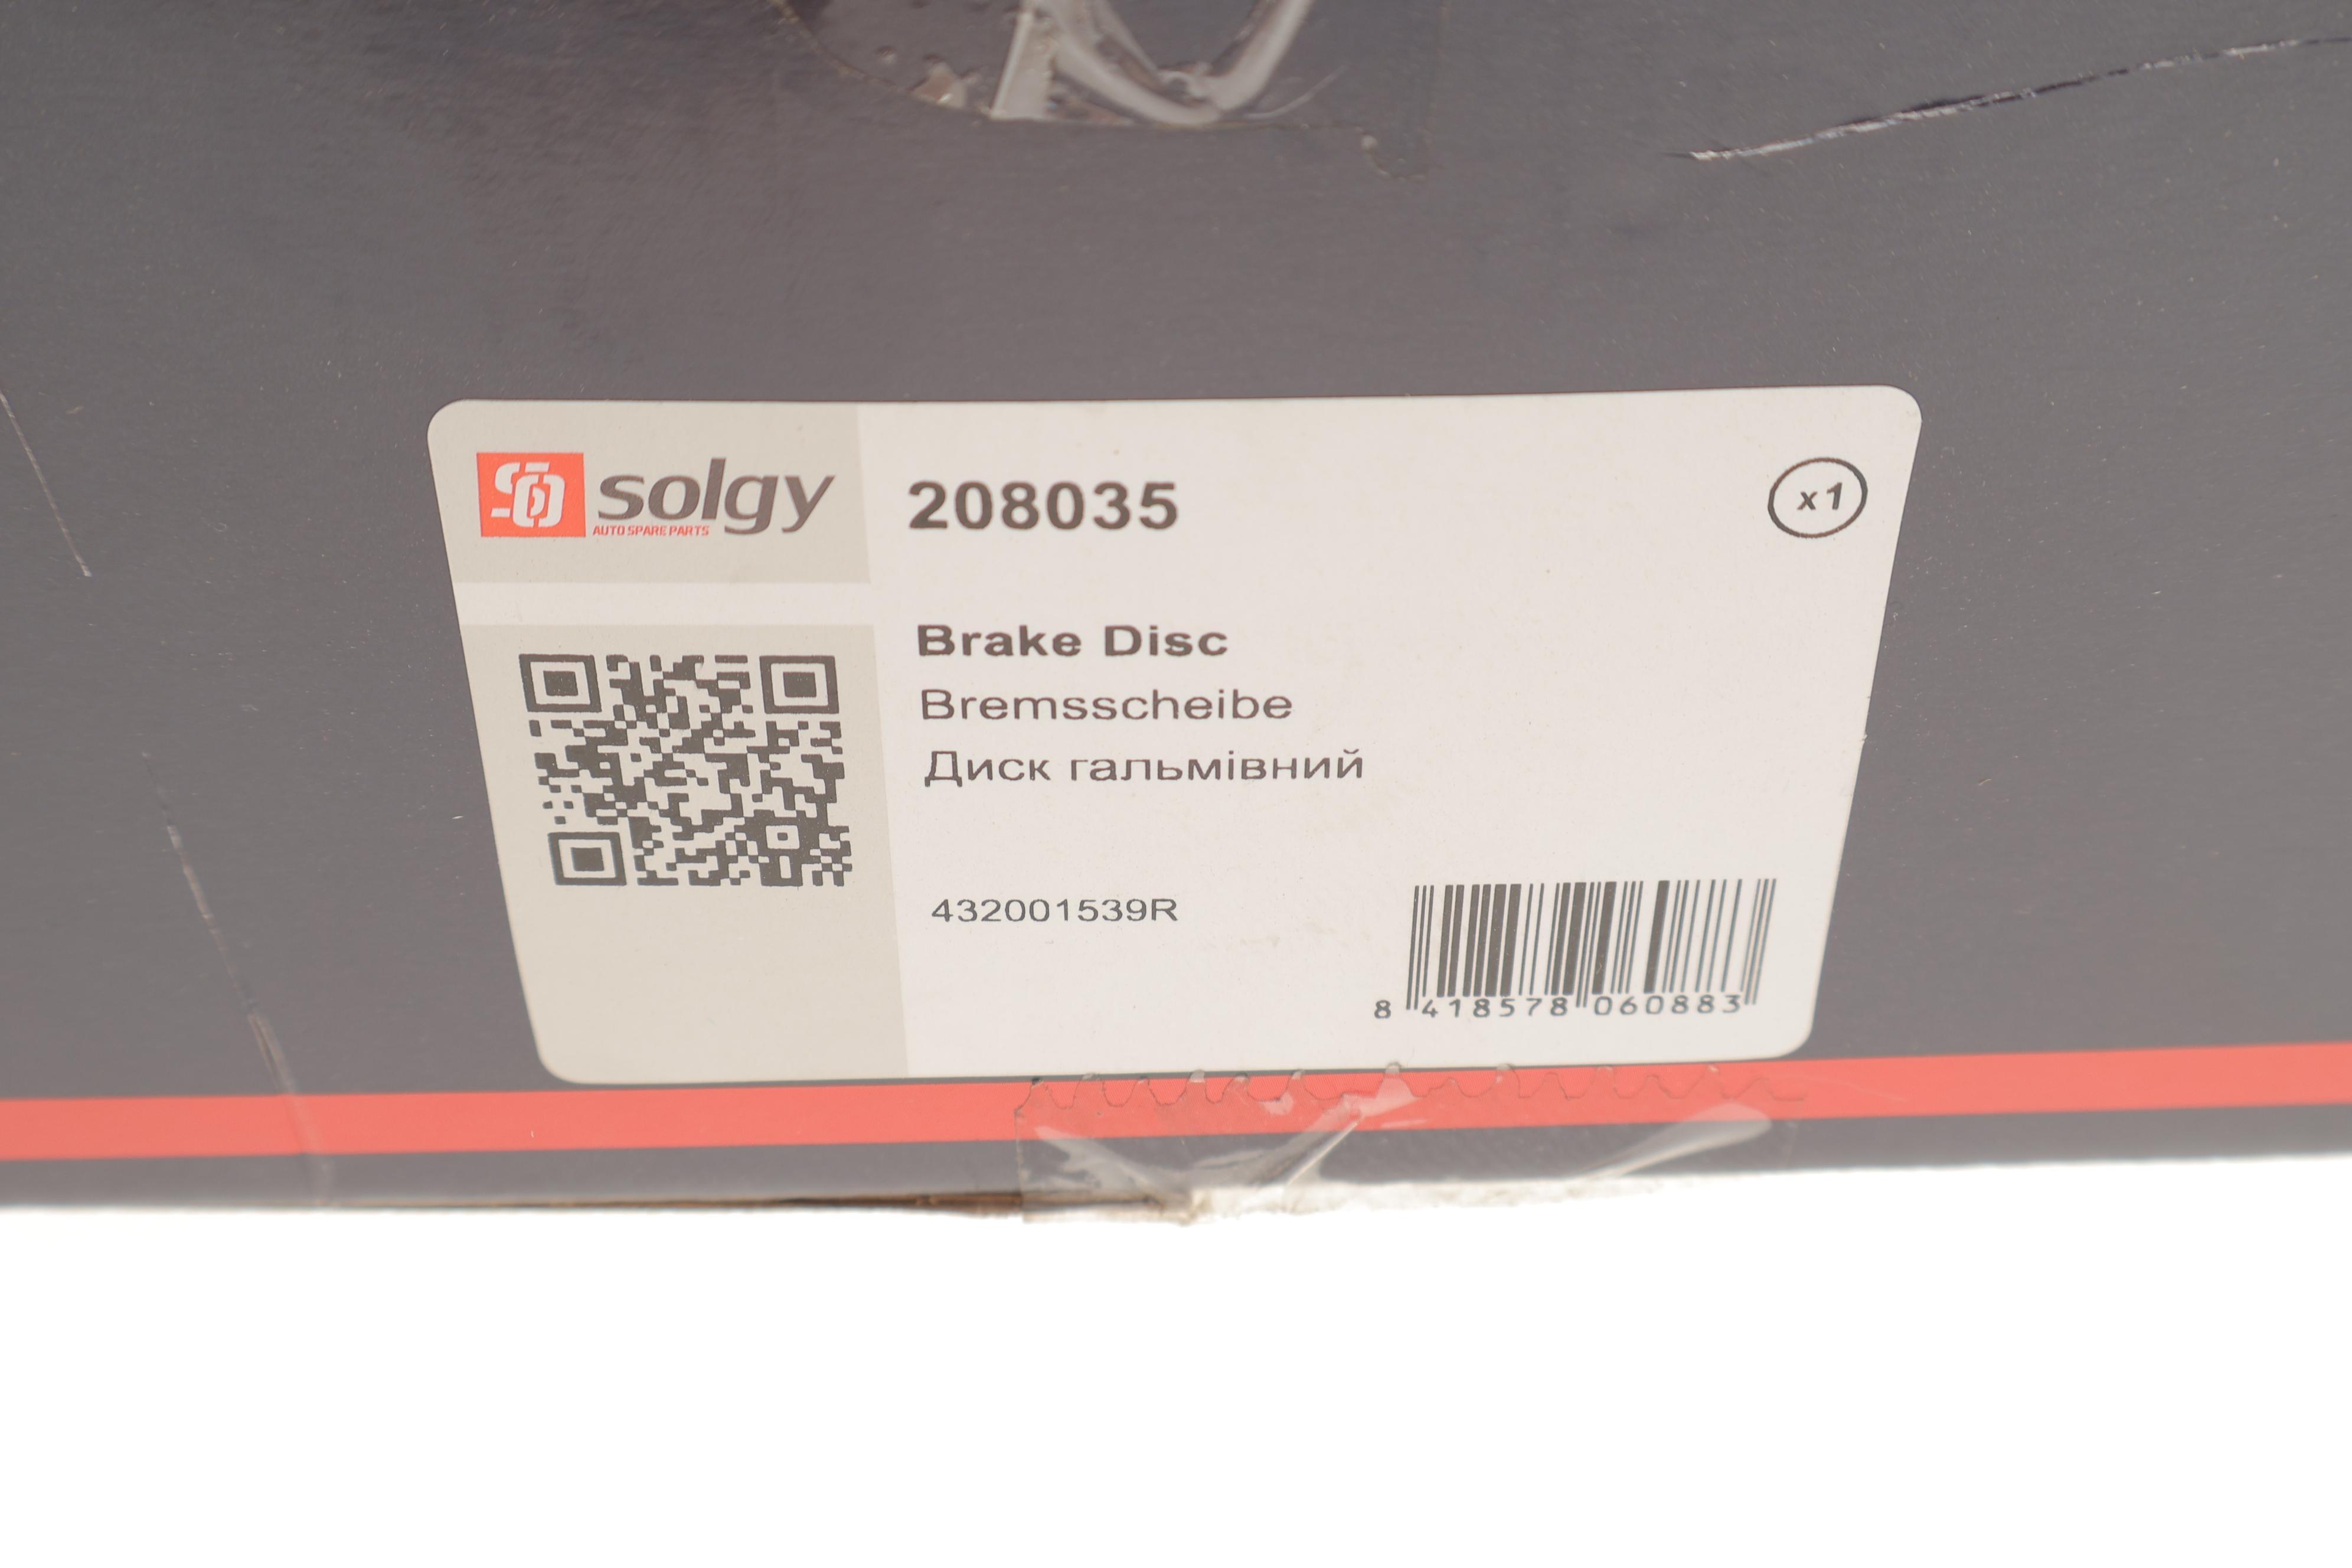 solgy
AUTO SPARE PARTS
208035
x1
Brake Disc
Bremsscheibe
Диск гальмівний
432001539R
8 418578 060883